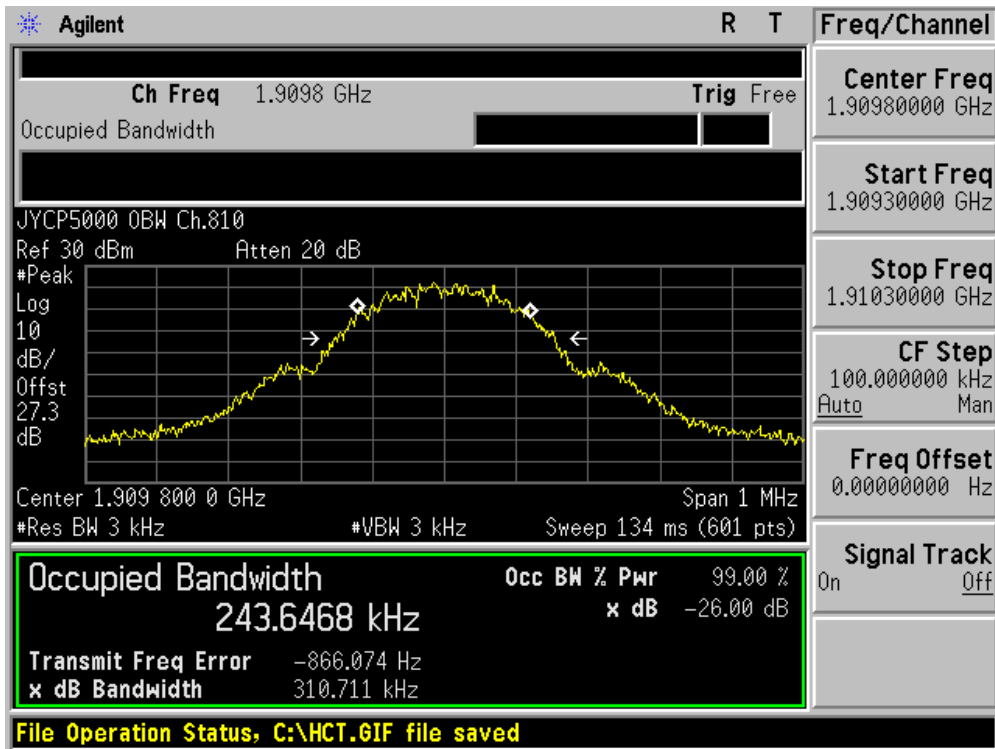 Agilent R T
Freq/Channel
Ch Freq 1.9098 GHz Trig Free
Occupied Bandwidth
Center Freq
1.90980000 GHz
Start Freq
1.90930000 GHz
Stop Freq
1.91030000 GHz
CF Step
100.000000 kHz
Auto Man
Freq Offset
0.00000000 Hz
Signal Track
On Off
JYCP5000 OBW Ch.810
Ref 30 dBm Atten 20 dB
#Peak
Log
10
dB/
Offst
27.3
dB
Center 1.909 800 0 GHz Span 1 MHz
#Res BW 3 kHz #VBW 3 kHz Sweep 134 ms (601 pts)
Occupied Bandwidth
243.6468 kHz
Occ BW % Pwr 99.00 %
x dB -26.00 dB
Transmit Freq Error -866.074 Hz
x dB Bandwidth 310.711 kHz
File Operation Status, C:\HCT.GIF file saved